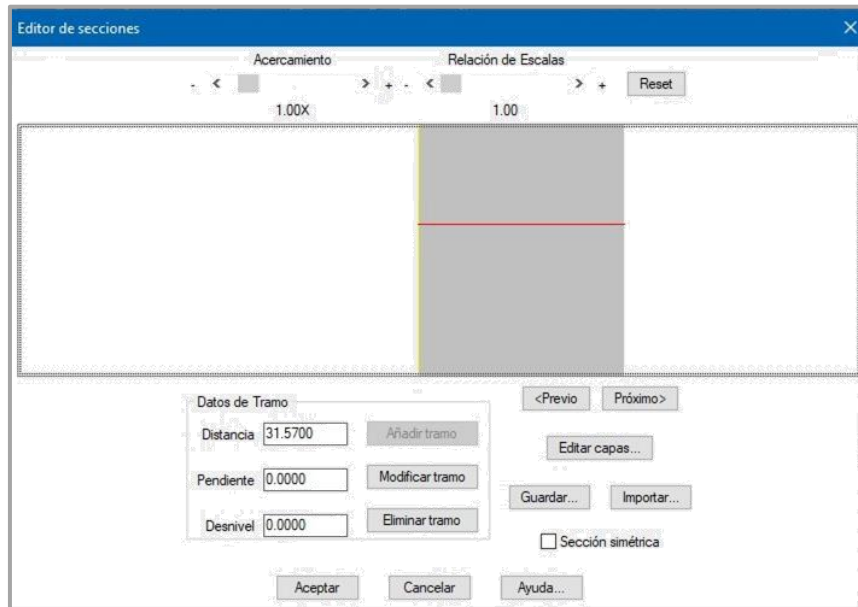 Editor de secciones
Acercamiento Relación de Escalas
- < > + - < > + Reset
1.00X 1.00
Datos de Tramo
<Previo Próximo>
Distancia 31.5700 Añadir tramo
Editar capas...
Pendiente 0.0000 Modificar tramo
Guardar... Importar...
Desnivel 0.0000 Eliminar tramo
Sección simétrica
Aceptar Cancelar Ayuda...